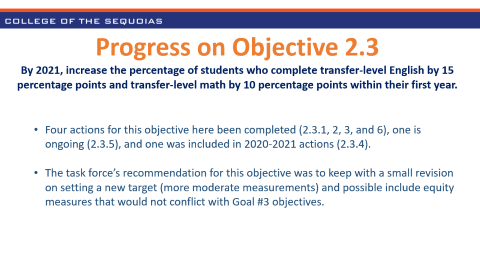 COLLEGE OF THE SEQUOIAS
Progress on Objective 2.3
By 2021, increase the percentage of students who complete transfer-level English by 15
percentage points and transfer-level math by 10 percentage points within their first year.
• Four actions for this objective here been completed (2.3.1, 2, 3, and 6), one is
ongoing (2.3.5), and one was included in 2020-2021 actions (2.3.4).
• The task force's recommendation for this objective was to keep with a small revision
on setting a new target (more moderate measurements) and possible include equity
measures that would not conflict with Goal #3 objectives.